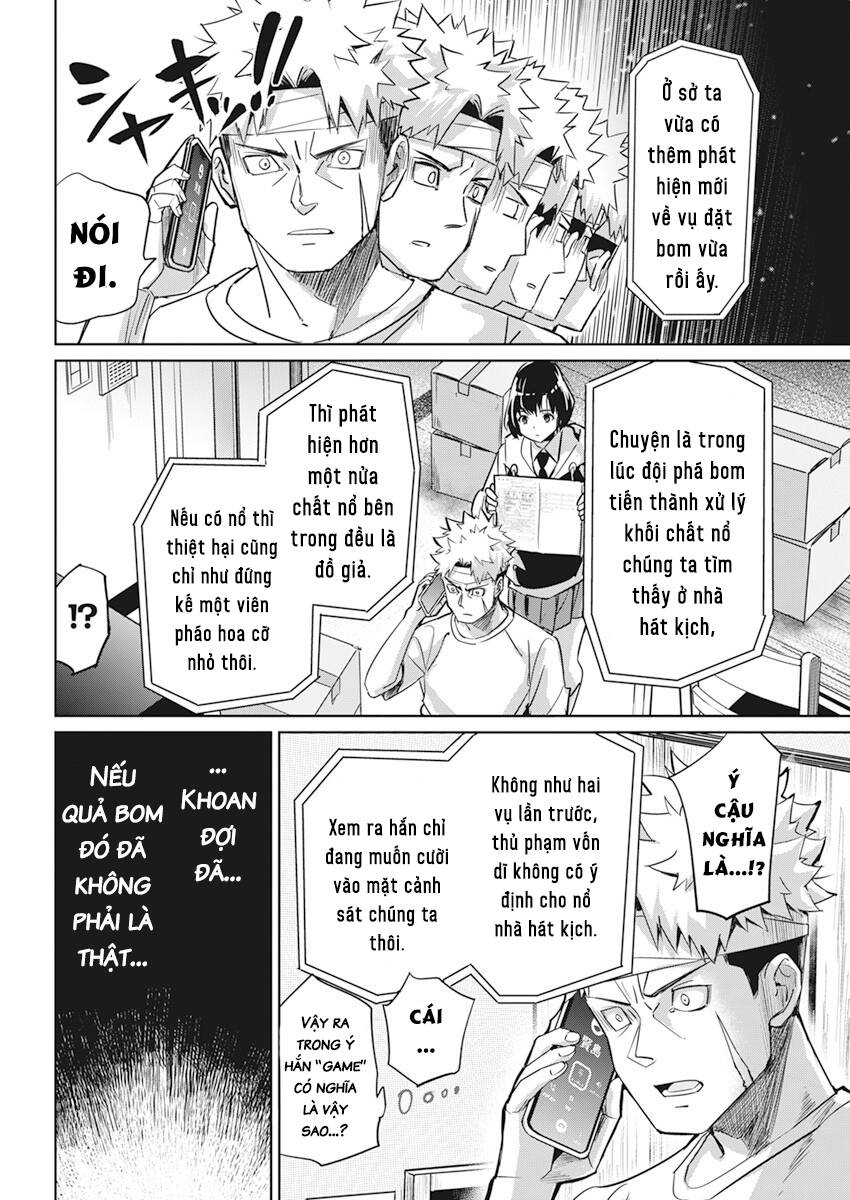 Ở sở ta
vừa có
thêm phát
hiện mới
về vụ đặt
bom vừa
rồi ấy.
シャキッ!!
NÓI
ĐI.
Chuyện là trong
lúc đội phá bom
tiến thành xử lý
khối chất nổ
chúng ta tìm
thấy ở nhà
hát kịch,
Thì phát
hiện hơn
một nửa
chất nổ bên
trong đều là
đồ giả.
Nếu có nổ thì
thiệt hại cũng
chỉ như đứng
kế một viên
pháo hoa cỡ
nhỏ thôi.
!?
Ý
CẬU
NGHĨA
LÀ...!?
Không như hai
vụ lần trước,
thủ phạm vốn
dĩ không có ý
định cho nổ
nhà hát kịch.
Xem ra hắn chỉ
đang muốn cười
vào mặt cảnh
sát chúng ta
thôi.
CÁI
...
VẬY RA
TRONG Ý
HẮN “GAME”
CÓ NGHĨA
LÀ VẬY
SAO...?
...
KHOAN
ĐỢI
ĐÃ...
NẾU
QUẢ BOM
ĐÓ ĐÃ
KHÔNG
PHẢI LÀ
THẬT...